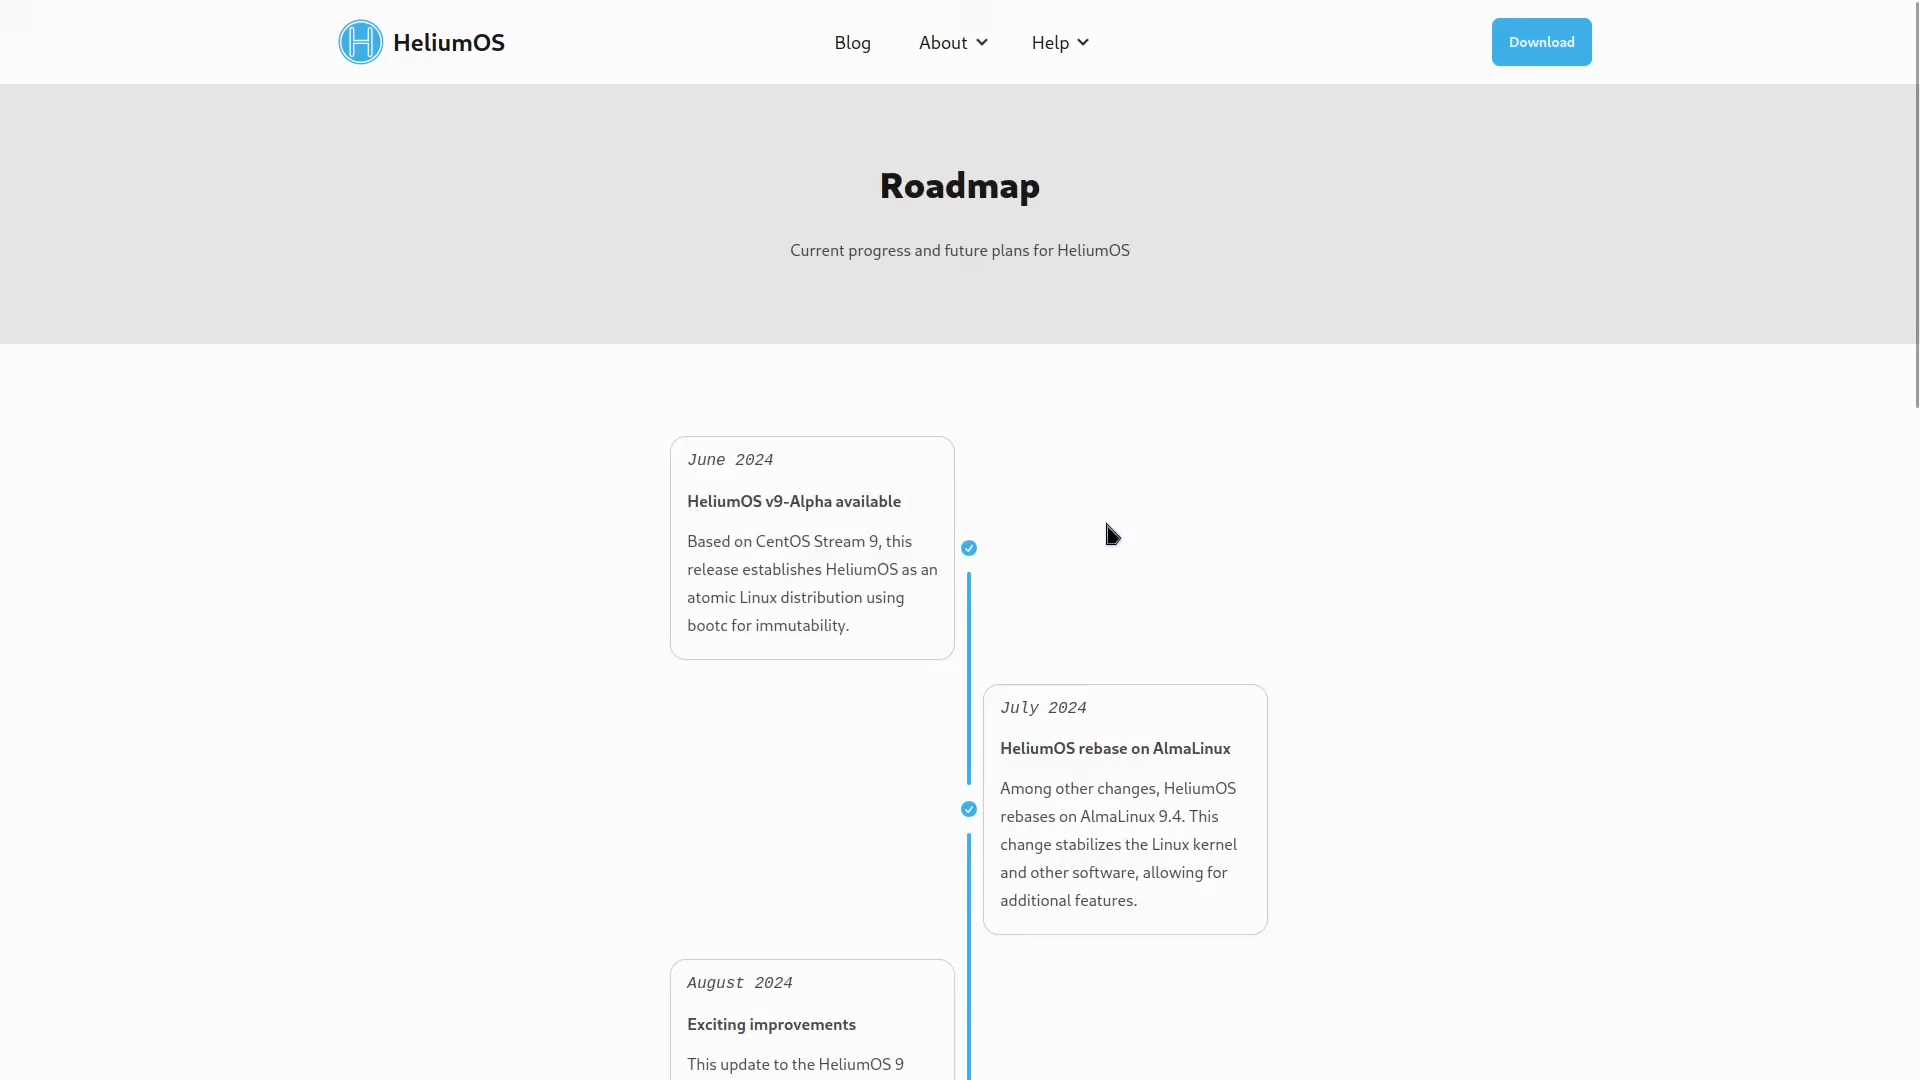 HeliumOS
Blog
About
Help
Download
Roadmap
Current progress and future plans for HeliumOS
June 2024
HeliumOS v9-Alpha available
Based on CentOS Stream 9, this
release establishes HeliumOS as an
atomic Linux distribution using
bootc for immutability.
July 2024
HeliumOS rebase on AlmaLinux
Among other changes, HeliumOS
rebases on AlmaLinux 9.4. This
change stabilizes the Linux kernel
and other software, allowing for
additional features.
August 2024
Exciting improvements
This update to the HeliumOS 9